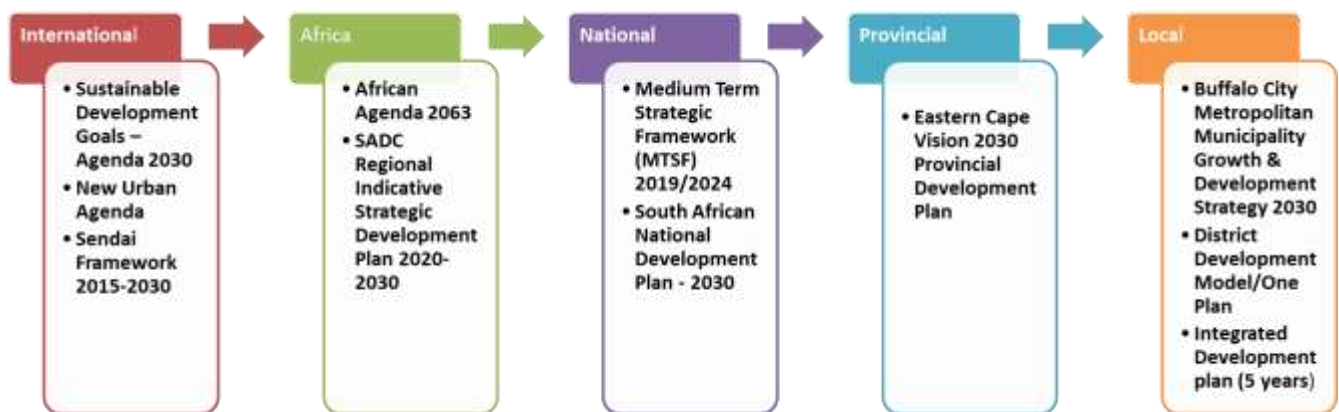 International
• Sustainable
Development
Goals –
Agenda 2030
• New Urban
Agenda
• Sendai
Framework
2015-2030
Africa
• African
Agenda 2063
• SADC
Regional
Indicative
Strategic
Development
Plan 2020-
2030
National
• Medium Term
Strategic
Framework
(MTSF)
2019/2024
• South African
National
Development
Plan - 2030
Provincial
• Eastern Cape
Vision 2030
Provincial
Development
Plan
Local
• Buffalo City
Metropolitan
Municipality
Growth &
Development
Strategy 2030
• District
Development
Model/One
Plan
• Integrated
Development
plan (5 years)